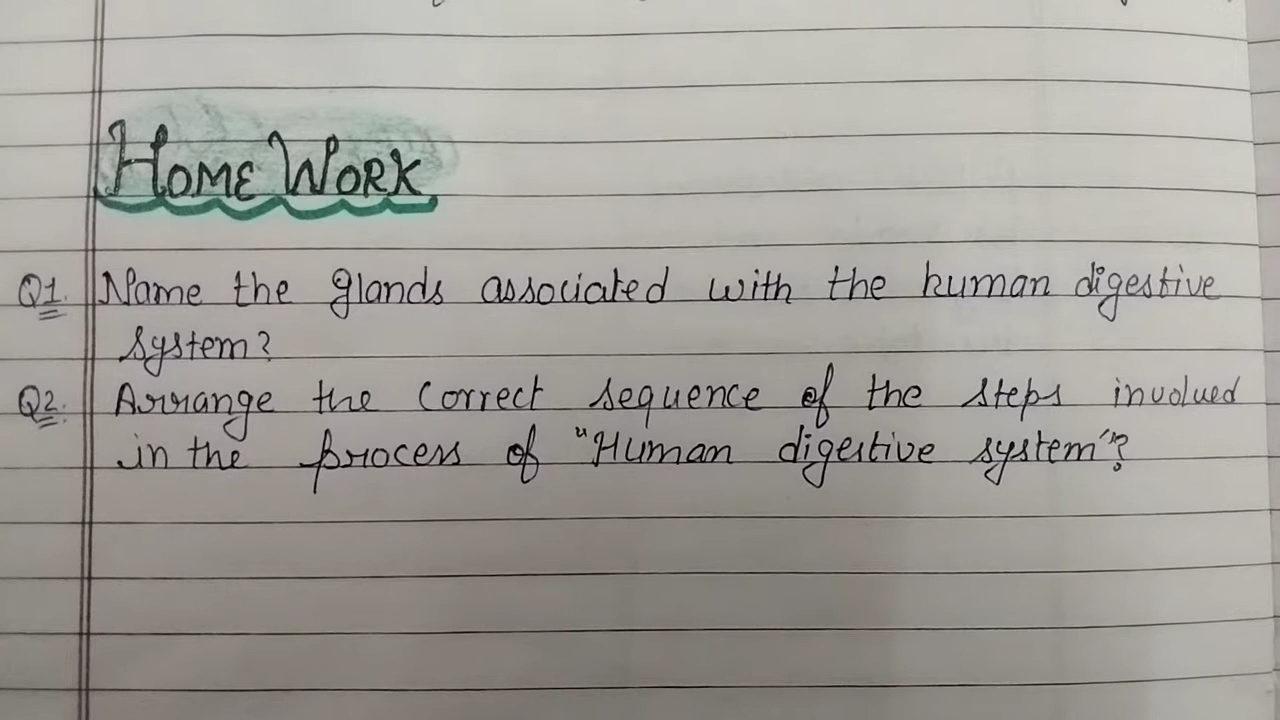 HOME WORK
Q1. Name the glands associated with the human digestive
system?
Q2. Arrange the correct sequence of the steps involved
in the process of "Human digestive system"?